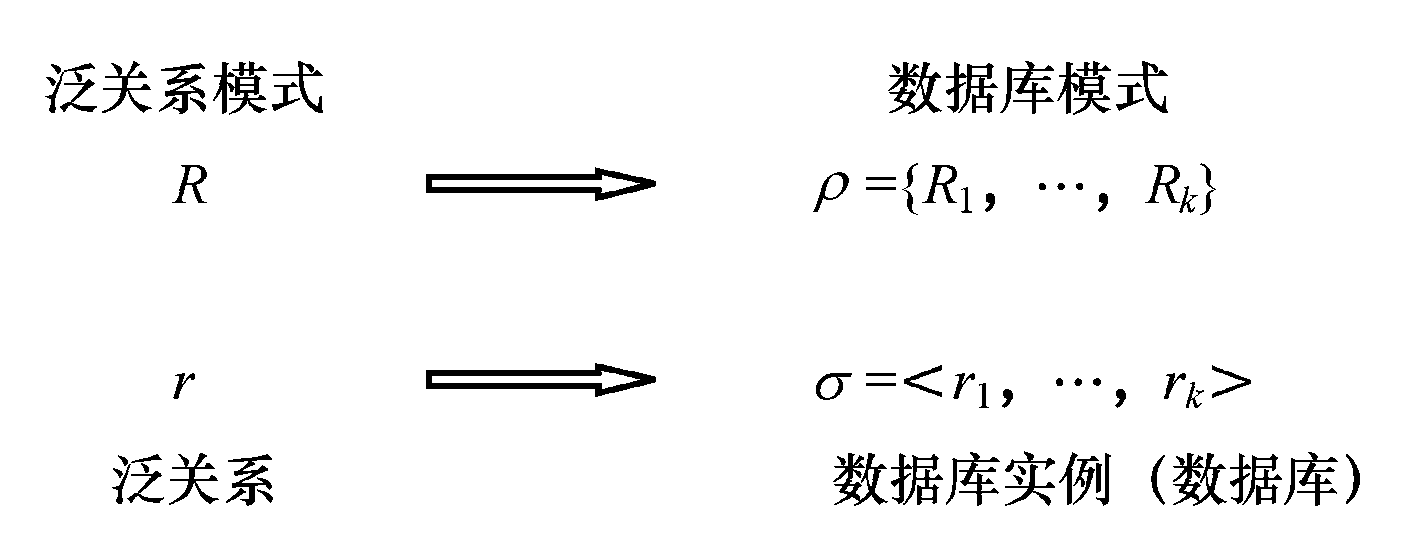 泛关系模式 数据库模式
R ρ={R1，…，Rk}
r σ=<r1，…，rk>
泛关系 数据库实例（数据库）